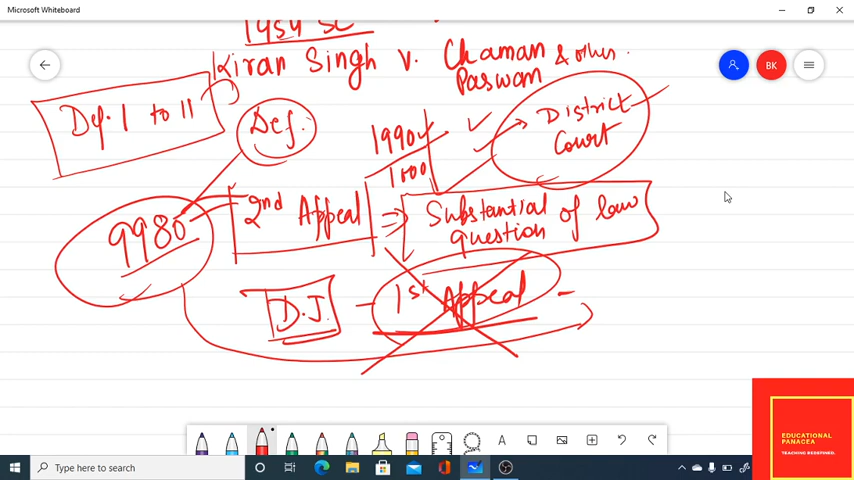 Microsoft Whiteboard
1954 SC
Kiran Singh v. Chaman & other
Paswan
Def. 1 to 11
Def.
1990
1000
District
Court
9980
2nd Appeal
Substantial of law
question
D.J. - 1st Appeal -
BK
A
EDUCATIONAL
PANACEA
TEACHING REDEFINED.
Type here to search